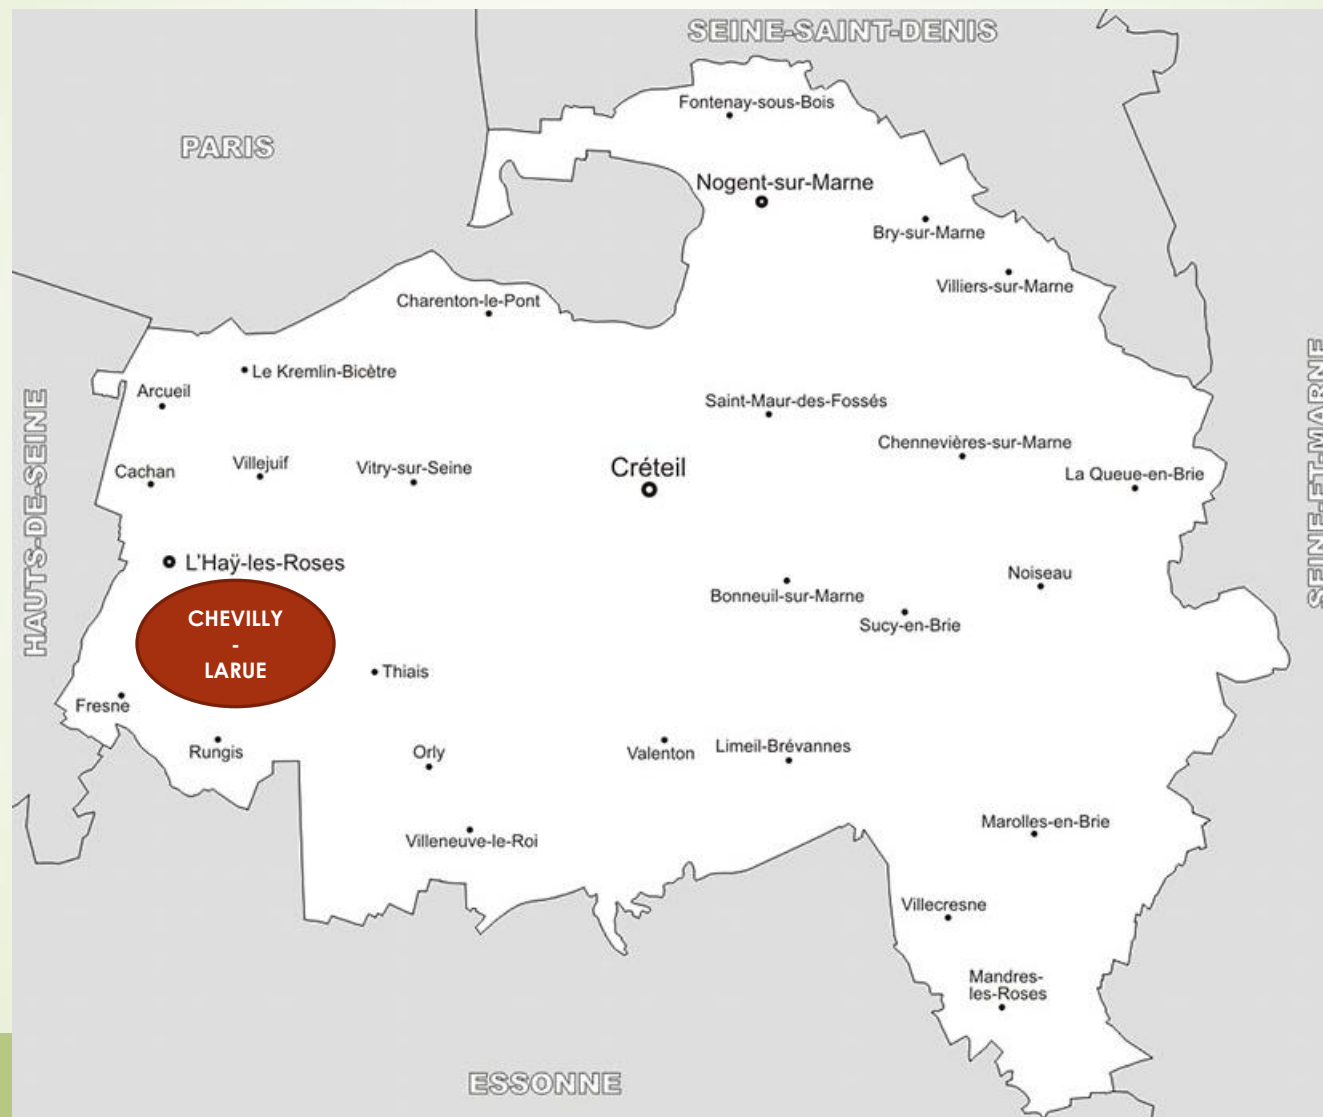 SEINE-SAINT-DENIS
Fontenay-sous-Bois
PARIS
Nogent-sur-Marne
Bry-sur-Marne
Villiers-sur-Marne
Charenton-le-Pont
Le Kremlin-Bicètre
Arcueil
HAUTS-DE-SEINE
SEINE-ET-MARNE
Saint-Maur-des-Fossés
Chennevières-sur-Marne
Cachan
Villejuif
Vitry-sur-Seine
Créteil
La Queue-en-Brie
L'Haÿ-les-Roses
Noiseau
Bonneuil-sur-Marne
Sucy-en-Brie
CHEVILLY
-
LARUE
Thiais
Fresne
Rungis
Orly
Valenton
Limeil-Brévannes
Villeneuve-le-Roi
Marolles-en-Brie
Villecresne
Mandres-
les-Roses
ESSONNE